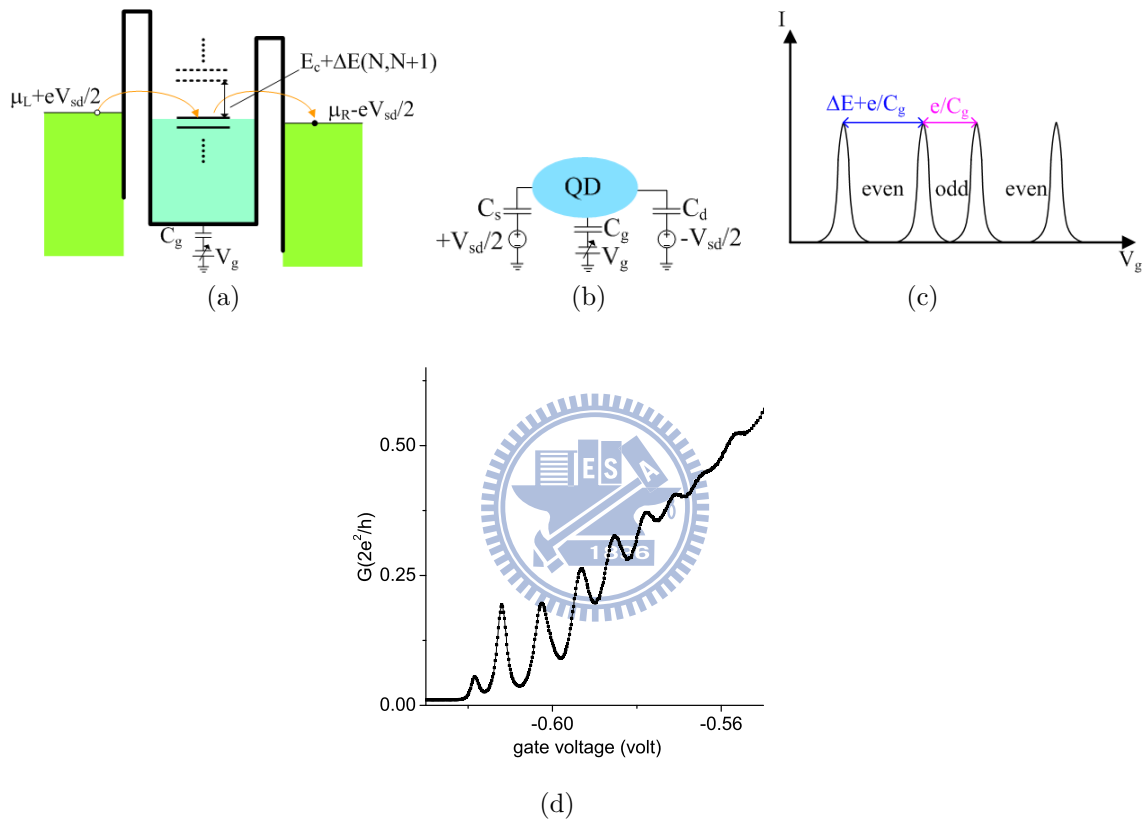 E_c+ΔE(N,N+1)
μ_L+eV_sd/2
μ_R-eV_sd/2
C_g
V_g
(a)
QD
C_s
C_d
C_g
+V_sd/2
-V_sd/2
V_g
(b)
I
ΔE+e/C_g
e/C_g
even
odd
even
V_g
(c)
0.50
0.25
0.00
G(2e²/h)
-0.60
-0.56
gate voltage (volt)
E S A
1896
(d)